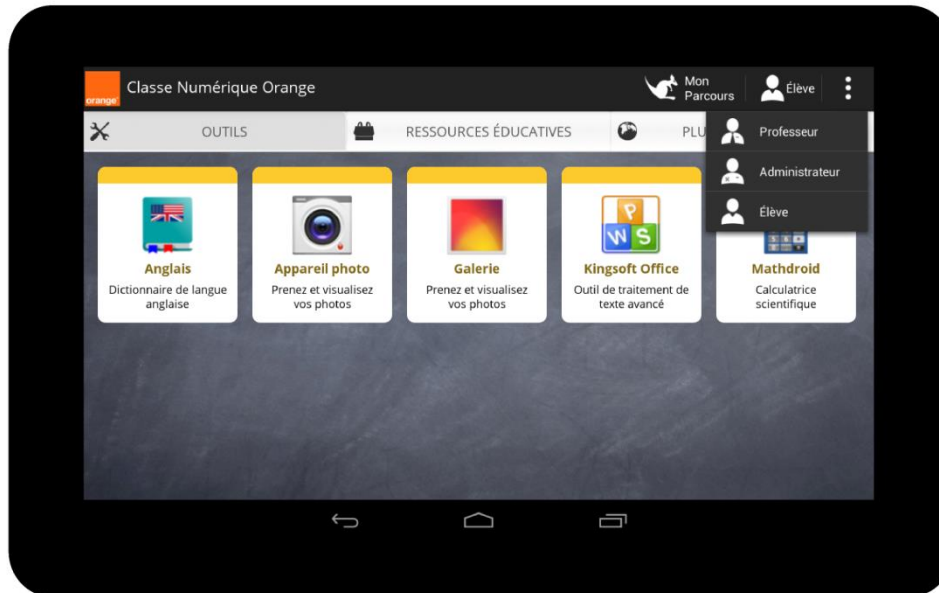 orange
Classe Numérique Orange
Mon
Parcours
Élève
OUTILS
RESSOURCES ÉDUCATIVES
PLU
Professeur
Administrateur
Élève
Anglais
Dictionnaire de langue
anglaise
Appareil photo
Prenez et visualisez
vos photos
Galerie
Prenez et visualisez
vos photos
P
W S
Kingsoft Office
Outil de traitement de
texte avancé
Mathdroid
Calculatrice
scientifique